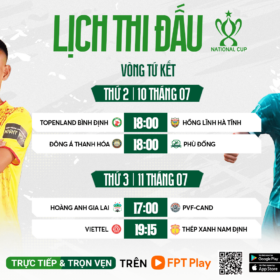 LỊCH THI ĐẤU
NATIONAL CUP
VÒNG TỨ KẾT
THỨ 2 | 10 THÁNG 07
TOPENLAND BÌNH ĐỊNH 18:00 HỒNG LĨNH HÀ TĨNH
ĐÔNG Á THANH HÓA 18:00 PHÙ ĐỔNG
THỨ 3 | 11 THÁNG 07
HOÀNG ANH GIA LAI 17:00 PVF-CAND
VIETTEL 19:15 THÉP XANH NAM ĐỊNH
TRỰC TIẾP & TRỌN VẸN TRÊN FPT Play